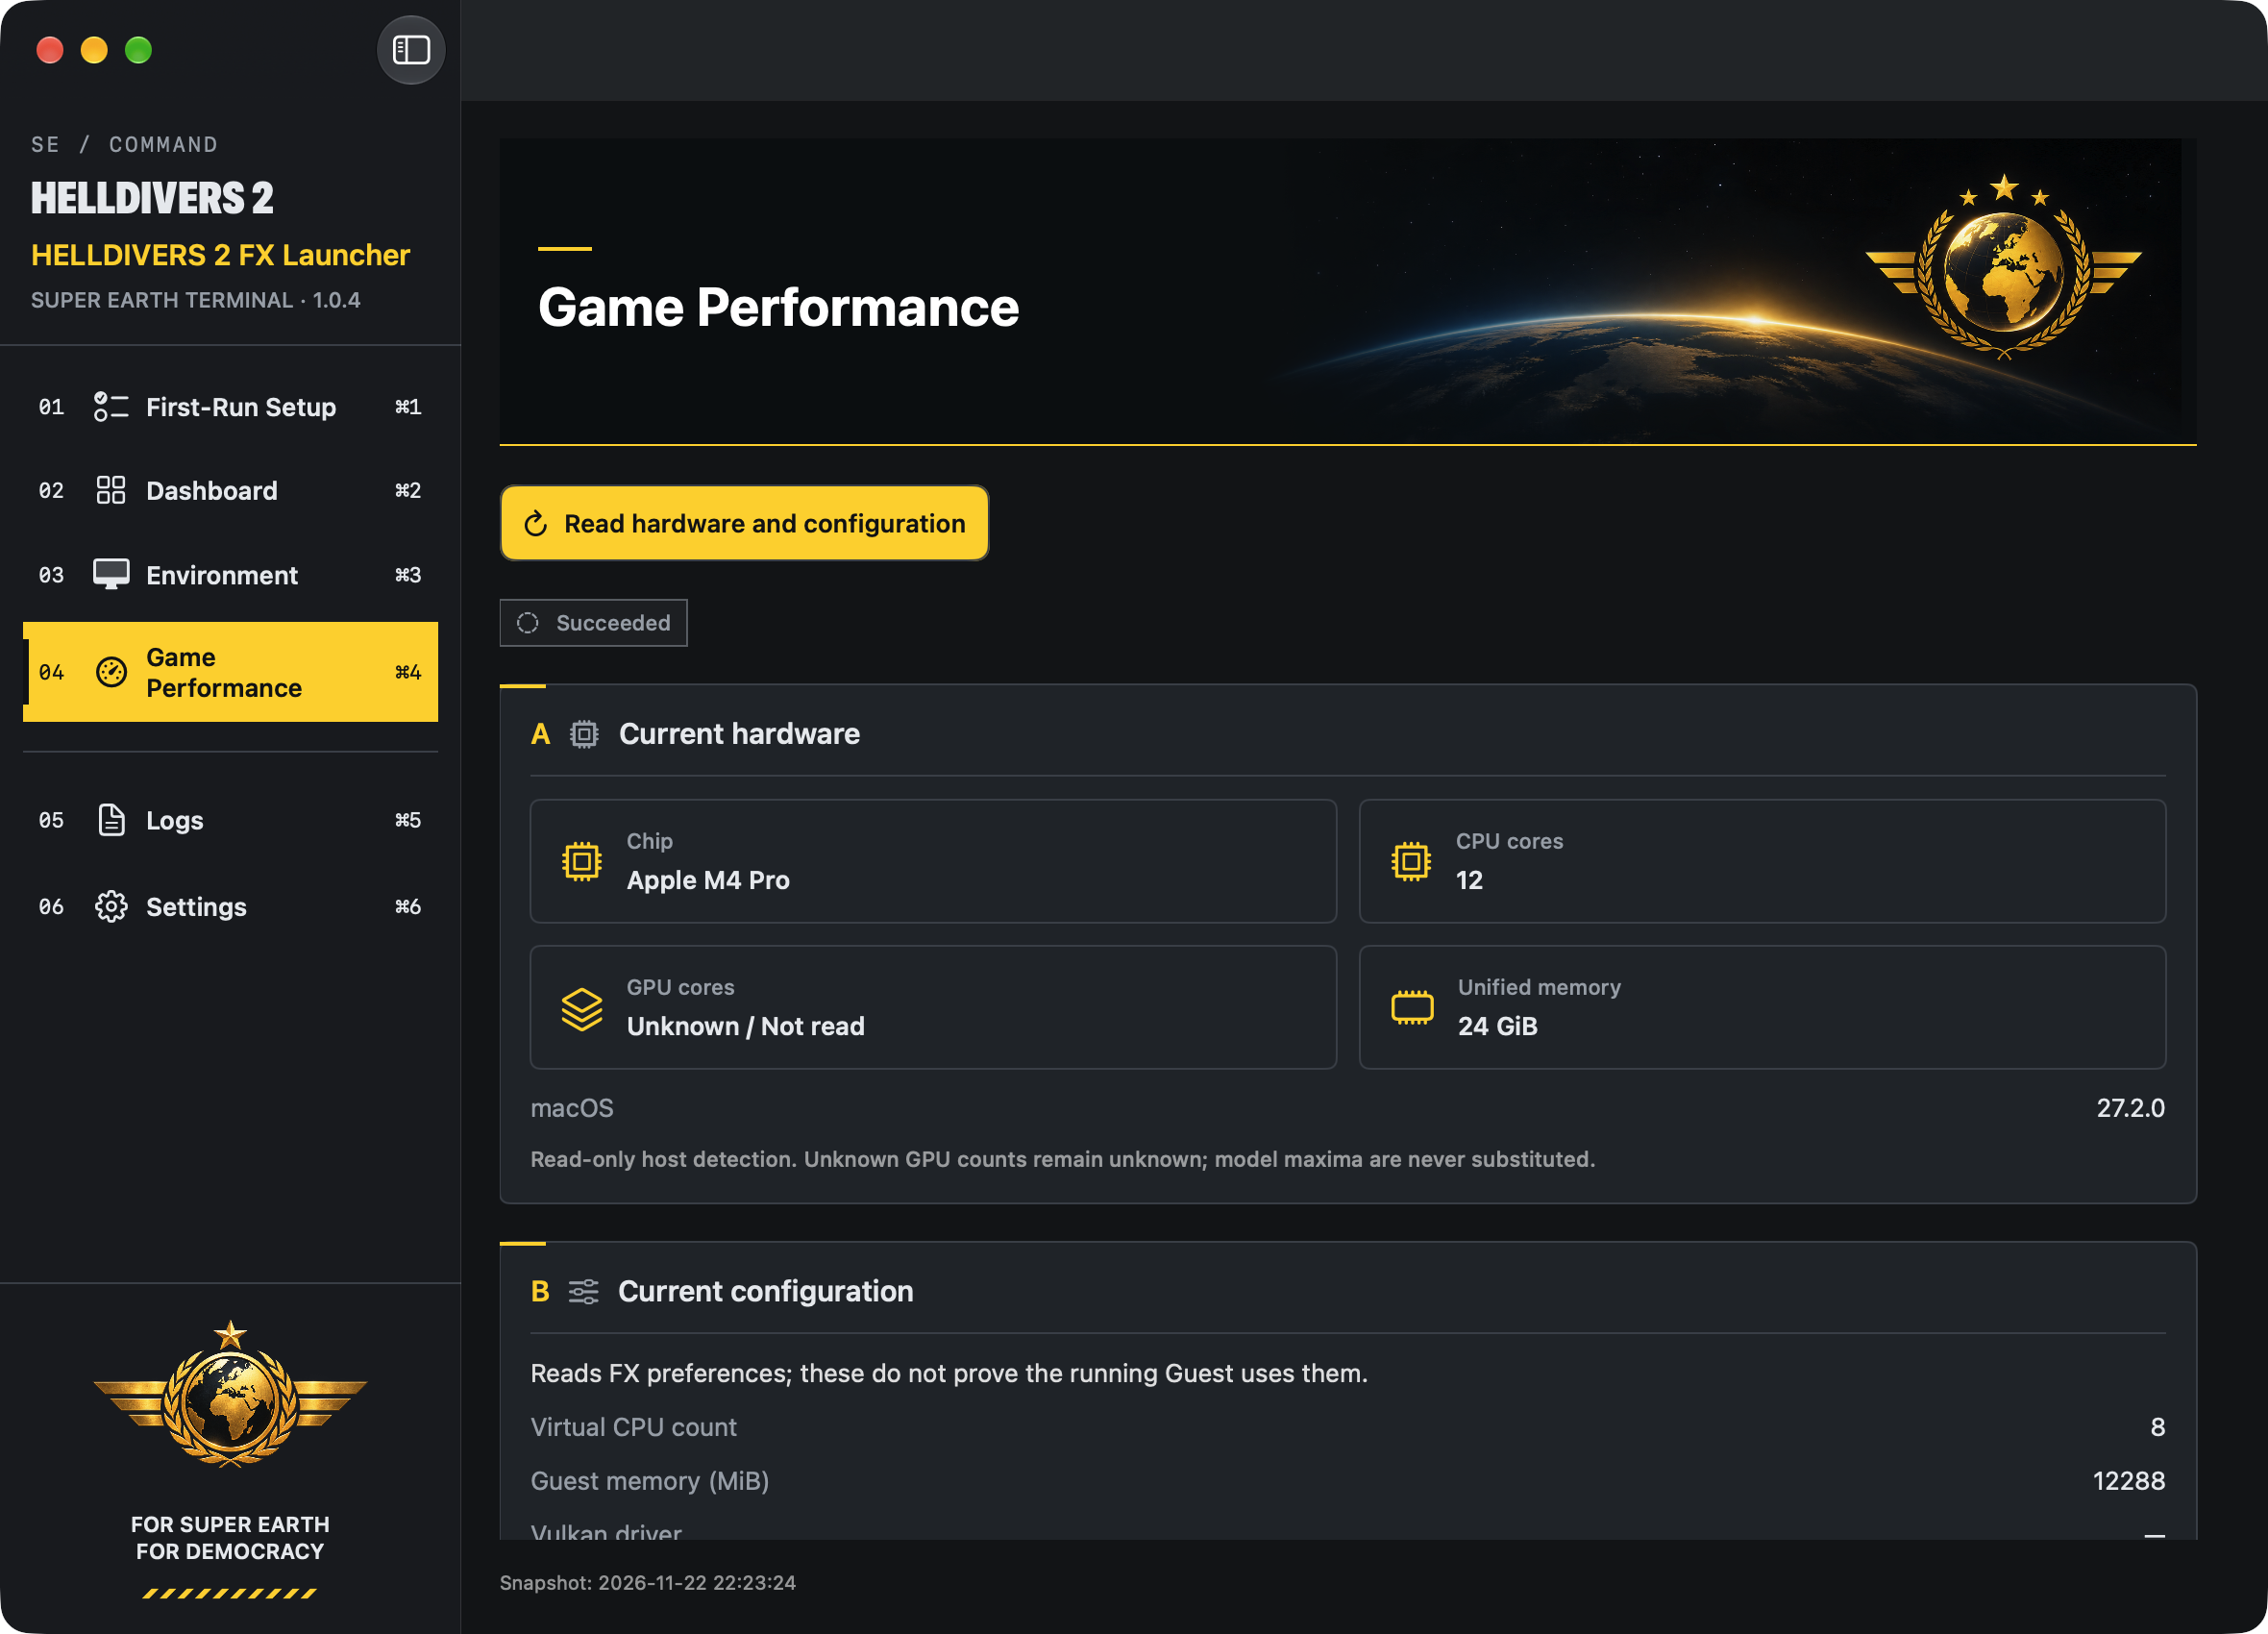 SE / COMMAND
HELLDIVERS 2
HELLDIVERS 2 FX Launcher
SUPER EARTH TERMINAL · 1.0.4
01 First-Run Setup ⌘1
02 Dashboard ⌘2
03 Environment ⌘3
04 Game Performance ⌘4
05 Logs ⌘5
06 Settings ⌘6
FOR SUPER EARTH
FOR DEMOCRACY
Game Performance
Read hardware and configuration
Succeeded
A Current hardware
Chip
Apple M4 Pro
CPU cores
12
GPU cores
Unknown / Not read
Unified memory
24 GiB
macOS 27.2.0
Read-only host detection. Unknown GPU counts remain unknown; model maxima are never substituted.
B Current configuration
Reads FX preferences; these do not prove the running Guest uses them.
Virtual CPU count 8
Guest memory (MiB) 12288
Vulkan driver —
Snapshot: 2026-11-22 22:23:24